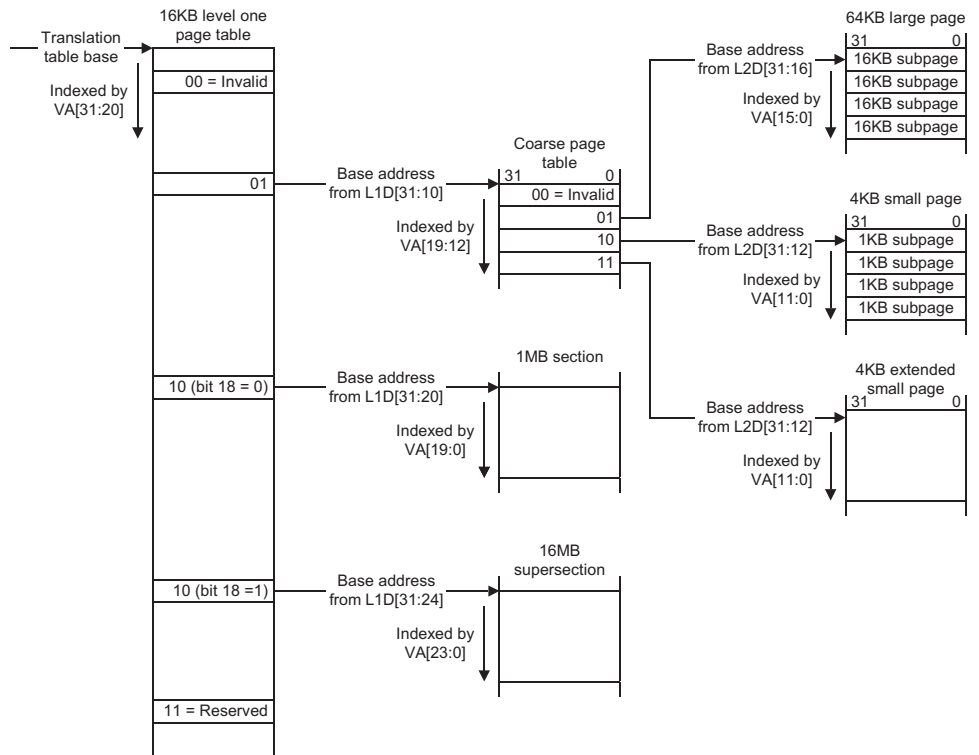 16KB level one
page table
Translation
table base
Indexed by
VA[31:20]
00 = Invalid
01
10 (bit 18 = 0)
10 (bit 18 =1)
11 = Reserved
Base address
from L1D[31:10]
Indexed by
VA[19:12]
Coarse page
table
31 0
00 = Invalid
01
10
11
Base address
from L1D[31:20]
Indexed by
VA[19:0]
1MB section
Base address
from L1D[31:24]
Indexed by
VA[23:0]
16MB
supersection
Base address
from L2D[31:16]
Indexed by
VA[15:0]
64KB large page
31 0
16KB subpage
16KB subpage
16KB subpage
16KB subpage
Base address
from L2D[31:12]
Indexed by
VA[11:0]
4KB small page
31 0
1KB subpage
1KB subpage
1KB subpage
1KB subpage
Base address
from L2D[31:12]
Indexed by
VA[11:0]
4KB extended
small page
31 0